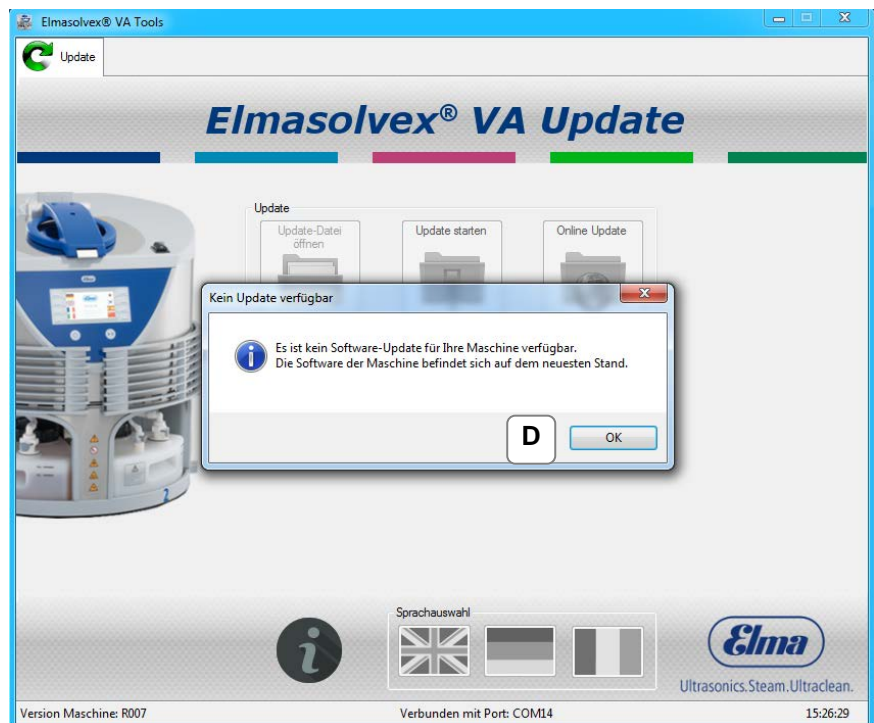 Elmasolvex® VA Tools
Update
Elmasolvex® VA Update
Update
Update-Datei
öffnen
Update starten
Online Update
Kein Update verfügbar
Es ist kein Software-Update für Ihre Maschine verfügbar.
Die Software der Maschine befindet sich auf dem neuesten Stand.
D
OK
2
Sprachauswahl
i
Elma
Ultrasonics.Steam.Ultraclean.
Version Maschine: R007
Verbunden mit Port: COM14
15:26:29